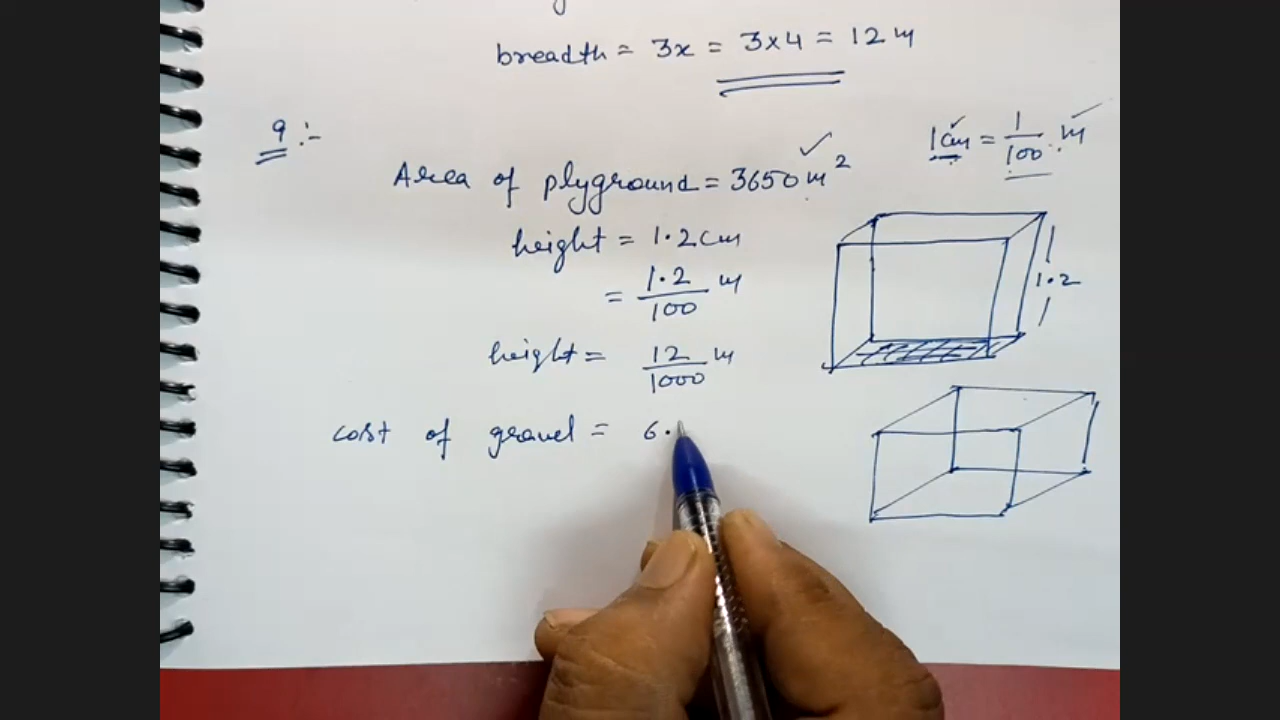 breadth = 3x = 3x4 = 12 m
9:-
1cm = 1/100 m
Area of plyground = 3650 m²
height = 1.2 cm
= 1.2/100 m
1.2
height = 12/1000 m
cost of gravel = 6.